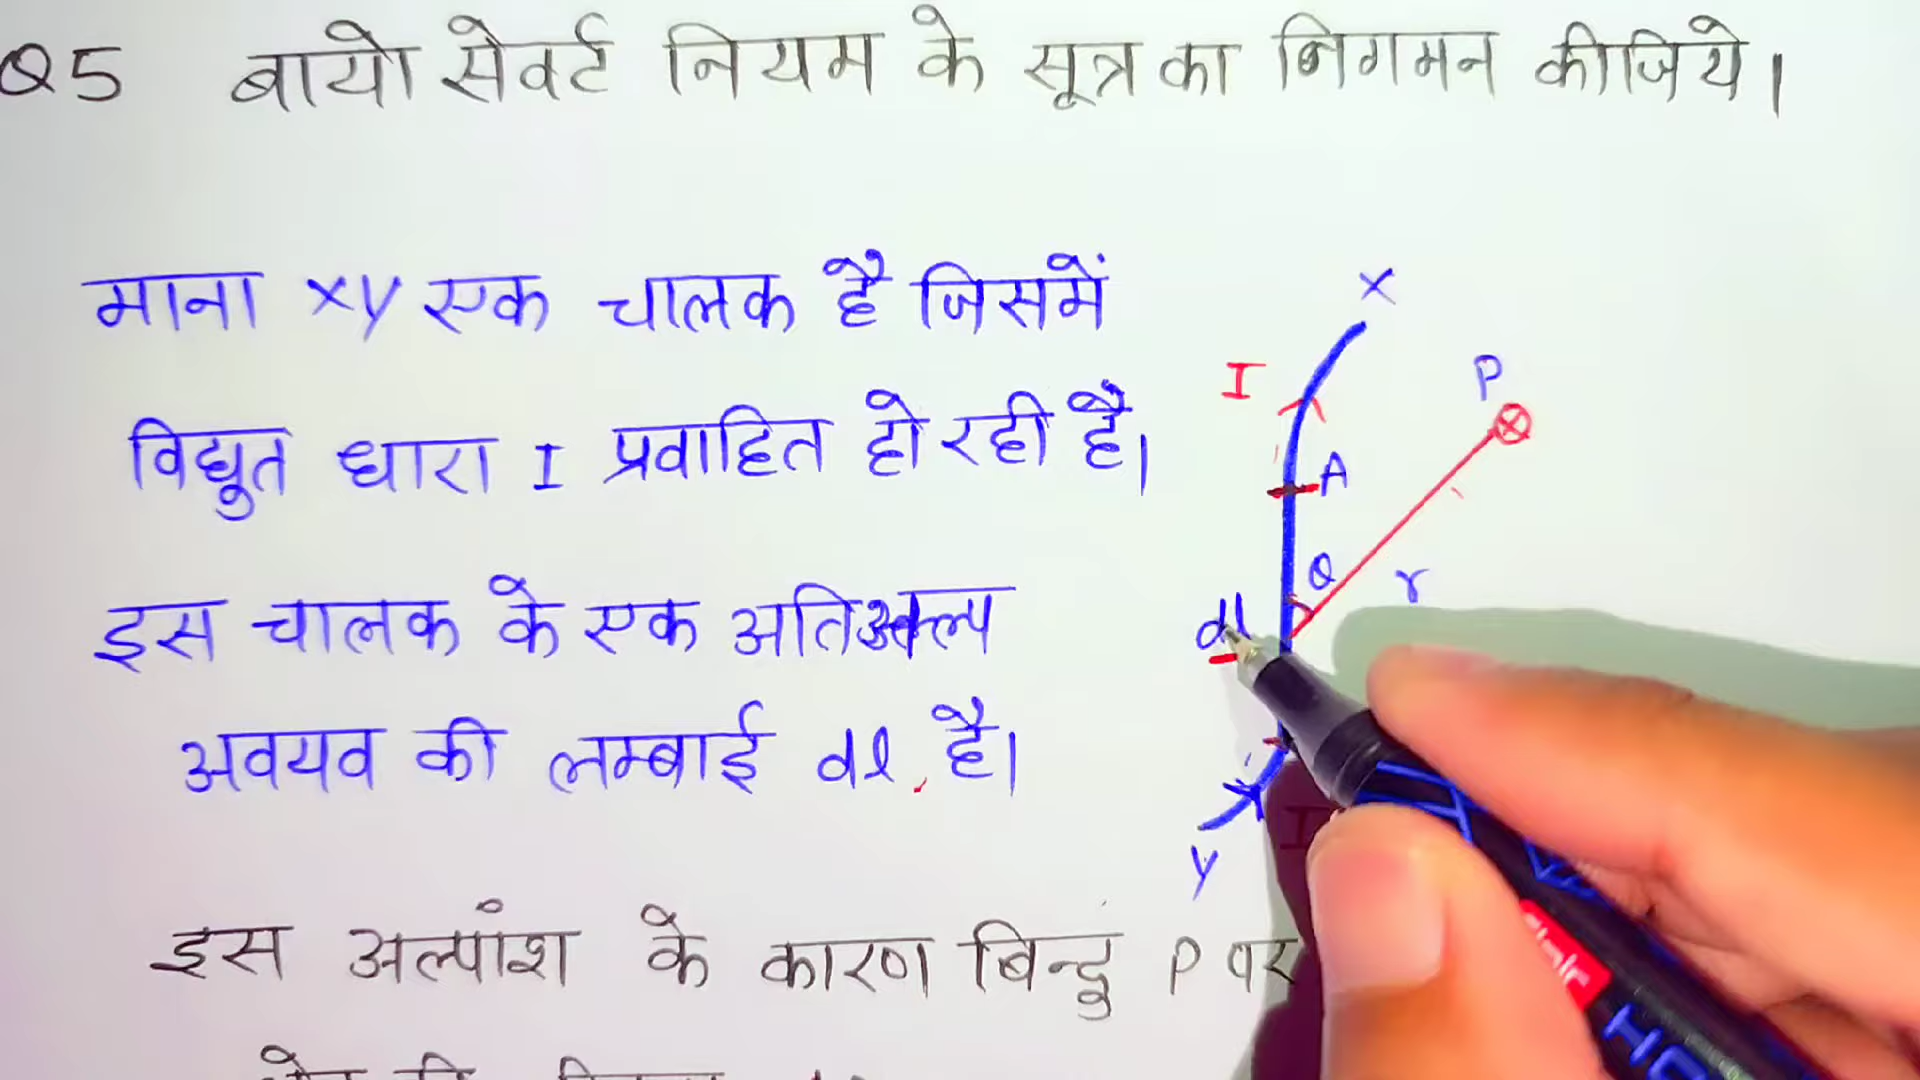 Q5 बायो सेवर्ट नियम के सूत्र का निगमन कीजिये।
माना xy एक चालक है जिसमें
विद्युत धारा I प्रवाहित हो रही है।
इस चालक के एक अतिअल्प
अवयव की लम्बाई dl है।
इस अल्पांश के कारण बिन्दु P पर
X
I
P
A
θ
r
dl
Y